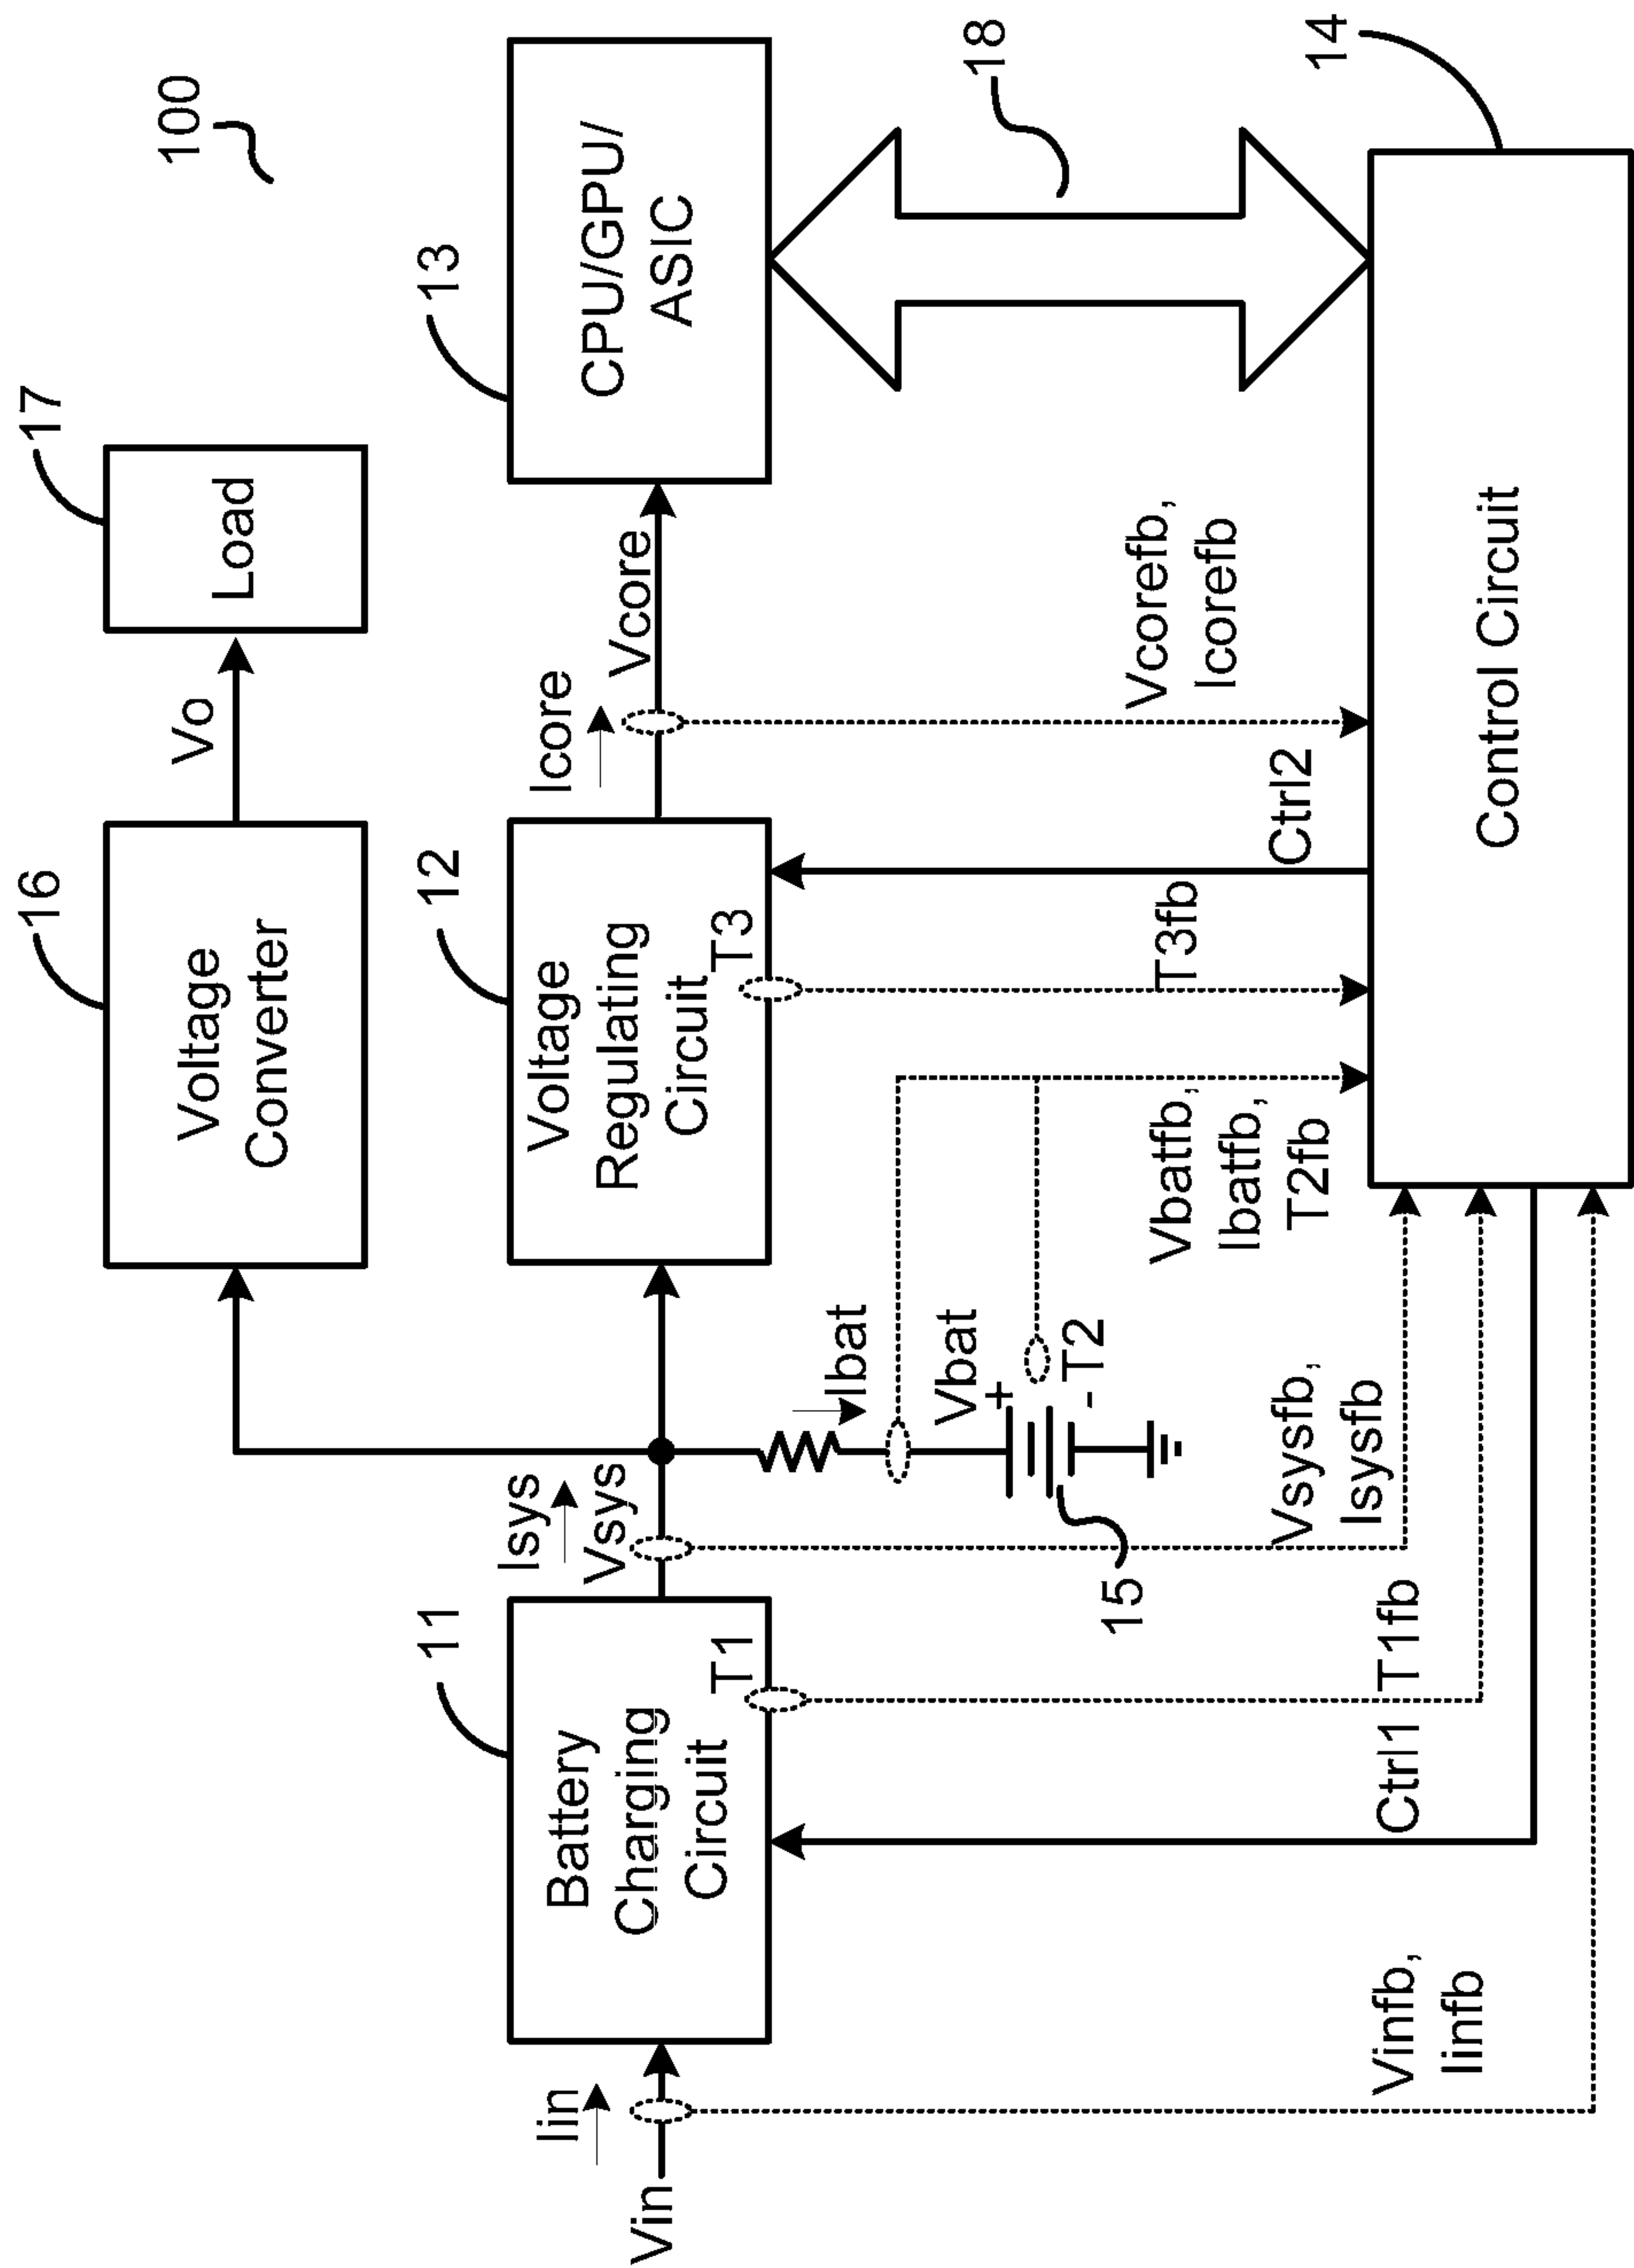 100
16
17
Voltage
Converter
Vo
Load
11
Isys
12
Icore
13
Iin
Vin
Battery
Charging
Circuit
T1
Vsys
Voltage
Regulating
Circuit
T3
Vcore
CPU/GPU/
ASIC
Ibat
Vbat
+
-
T2
15
18
Vinfb,
Iinfb
Ctrl1
T1fb
Vsysfb,
Isysfb
Vbatfb,
Ibatfb,
T2fb
T3fb
Ctrl2
Vcorefb,
Icorefb
14
Control Circuit